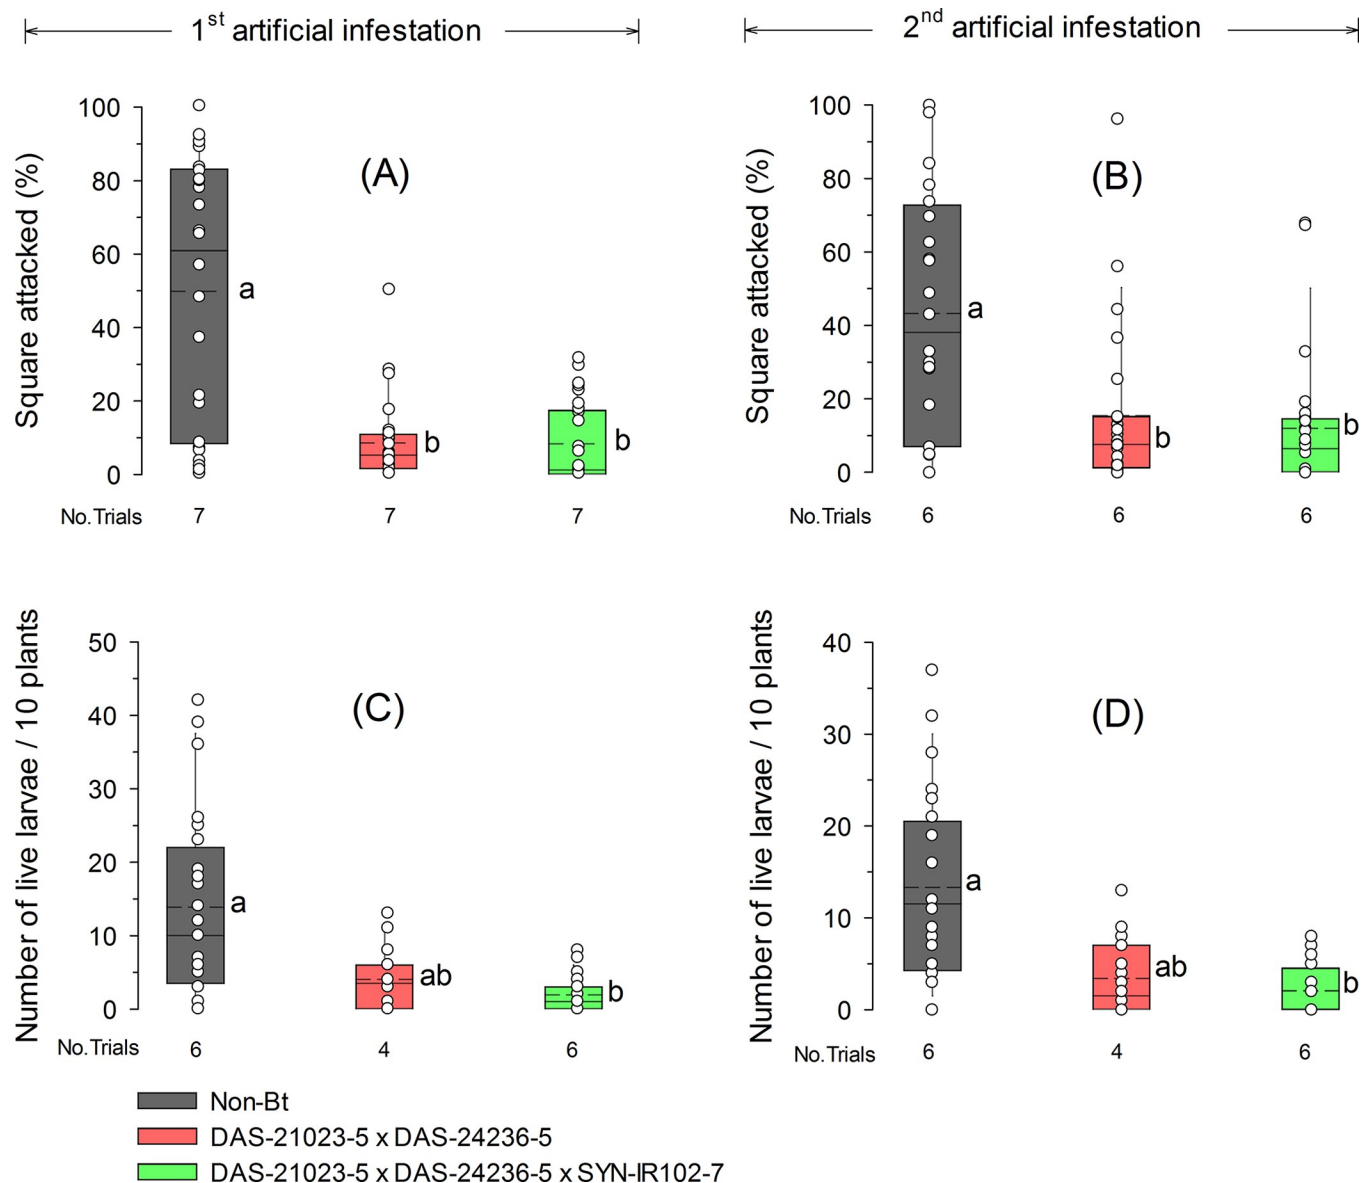 1st artificial infestation
2nd artificial infestation
Square attacked (%)
100
80
60
40
20
0
(A)
a
b
b
No.Trials 7 7 7
Square attacked (%)
100
80
60
40
20
0
(B)
a
b
b
No.Trials 6 6 6
Number of live larvae / 10 plants
50
40
30
20
10
0
(C)
a
ab
b
No.Trials 6 4 6
Number of live larvae / 10 plants
40
30
20
10
0
(D)
a
ab
b
No.Trials 6 4 6
Non-Bt
DAS-21023-5 x DAS-24236-5
DAS-21023-5 x DAS-24236-5 x SYN-IR102-7